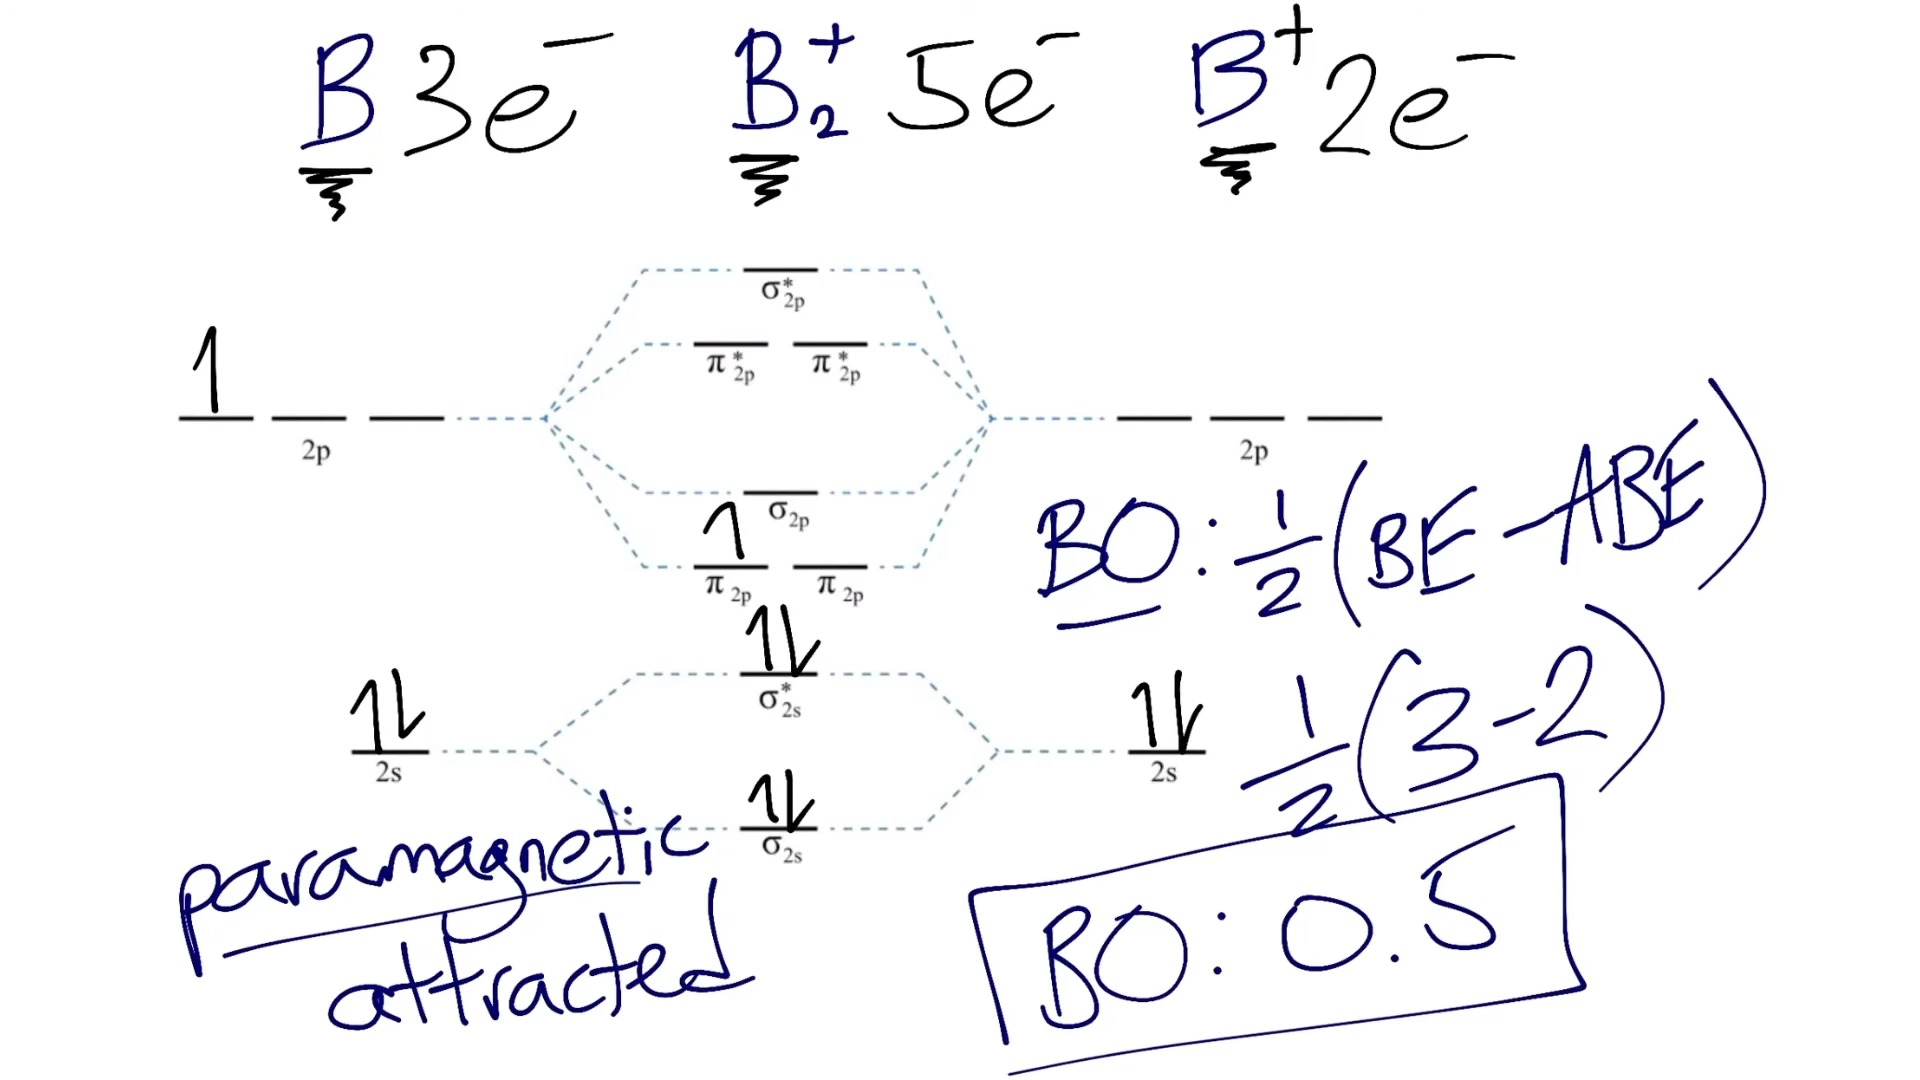 B 3e⁻ B₂⁺ 5e⁻ B⁺ 2e⁻
σ*2p
π*2p π*2p
2p 2p
σ2p
π2p π2p
BO: 1/2 (BE - ABE)
σ*2s
2s 2s
1/2 (3-2)
σ2s
paramagnetic
attracted
BO: 0.5